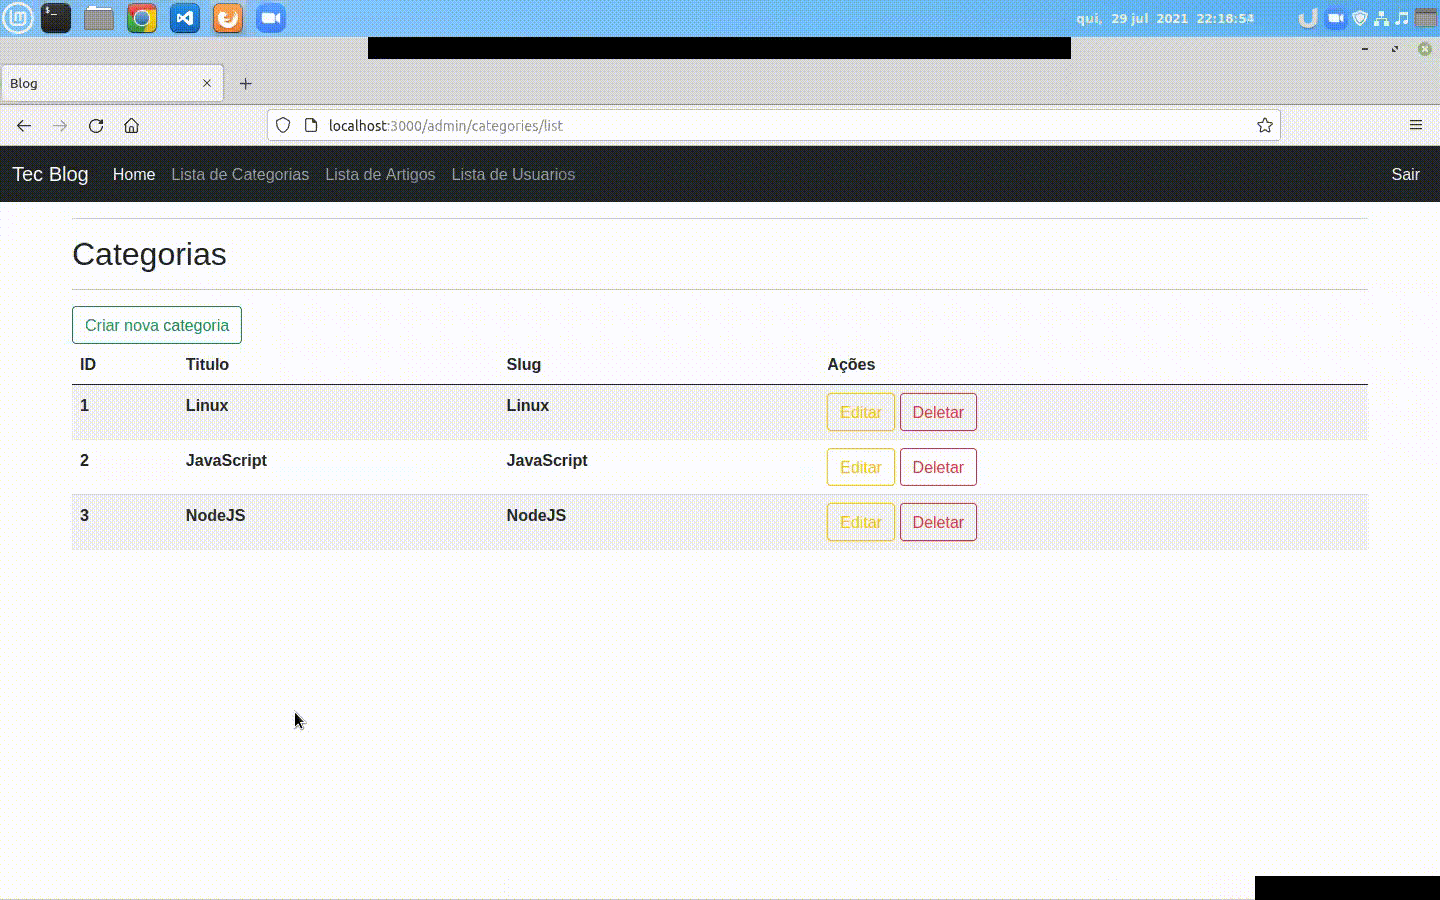 qui, 29 jul 2021 22:18:54
Blog
localhost:3000/admin/categories/list
Tec Blog Home Lista de Categorias Lista de Artigos Lista de Usuarios Sair
Categorias
Criar nova categoria
ID Titulo Slug Ações
1 Linux Linux Editar Deletar
2 JavaScript JavaScript Editar Deletar
3 NodeJS NodeJS Editar Deletar